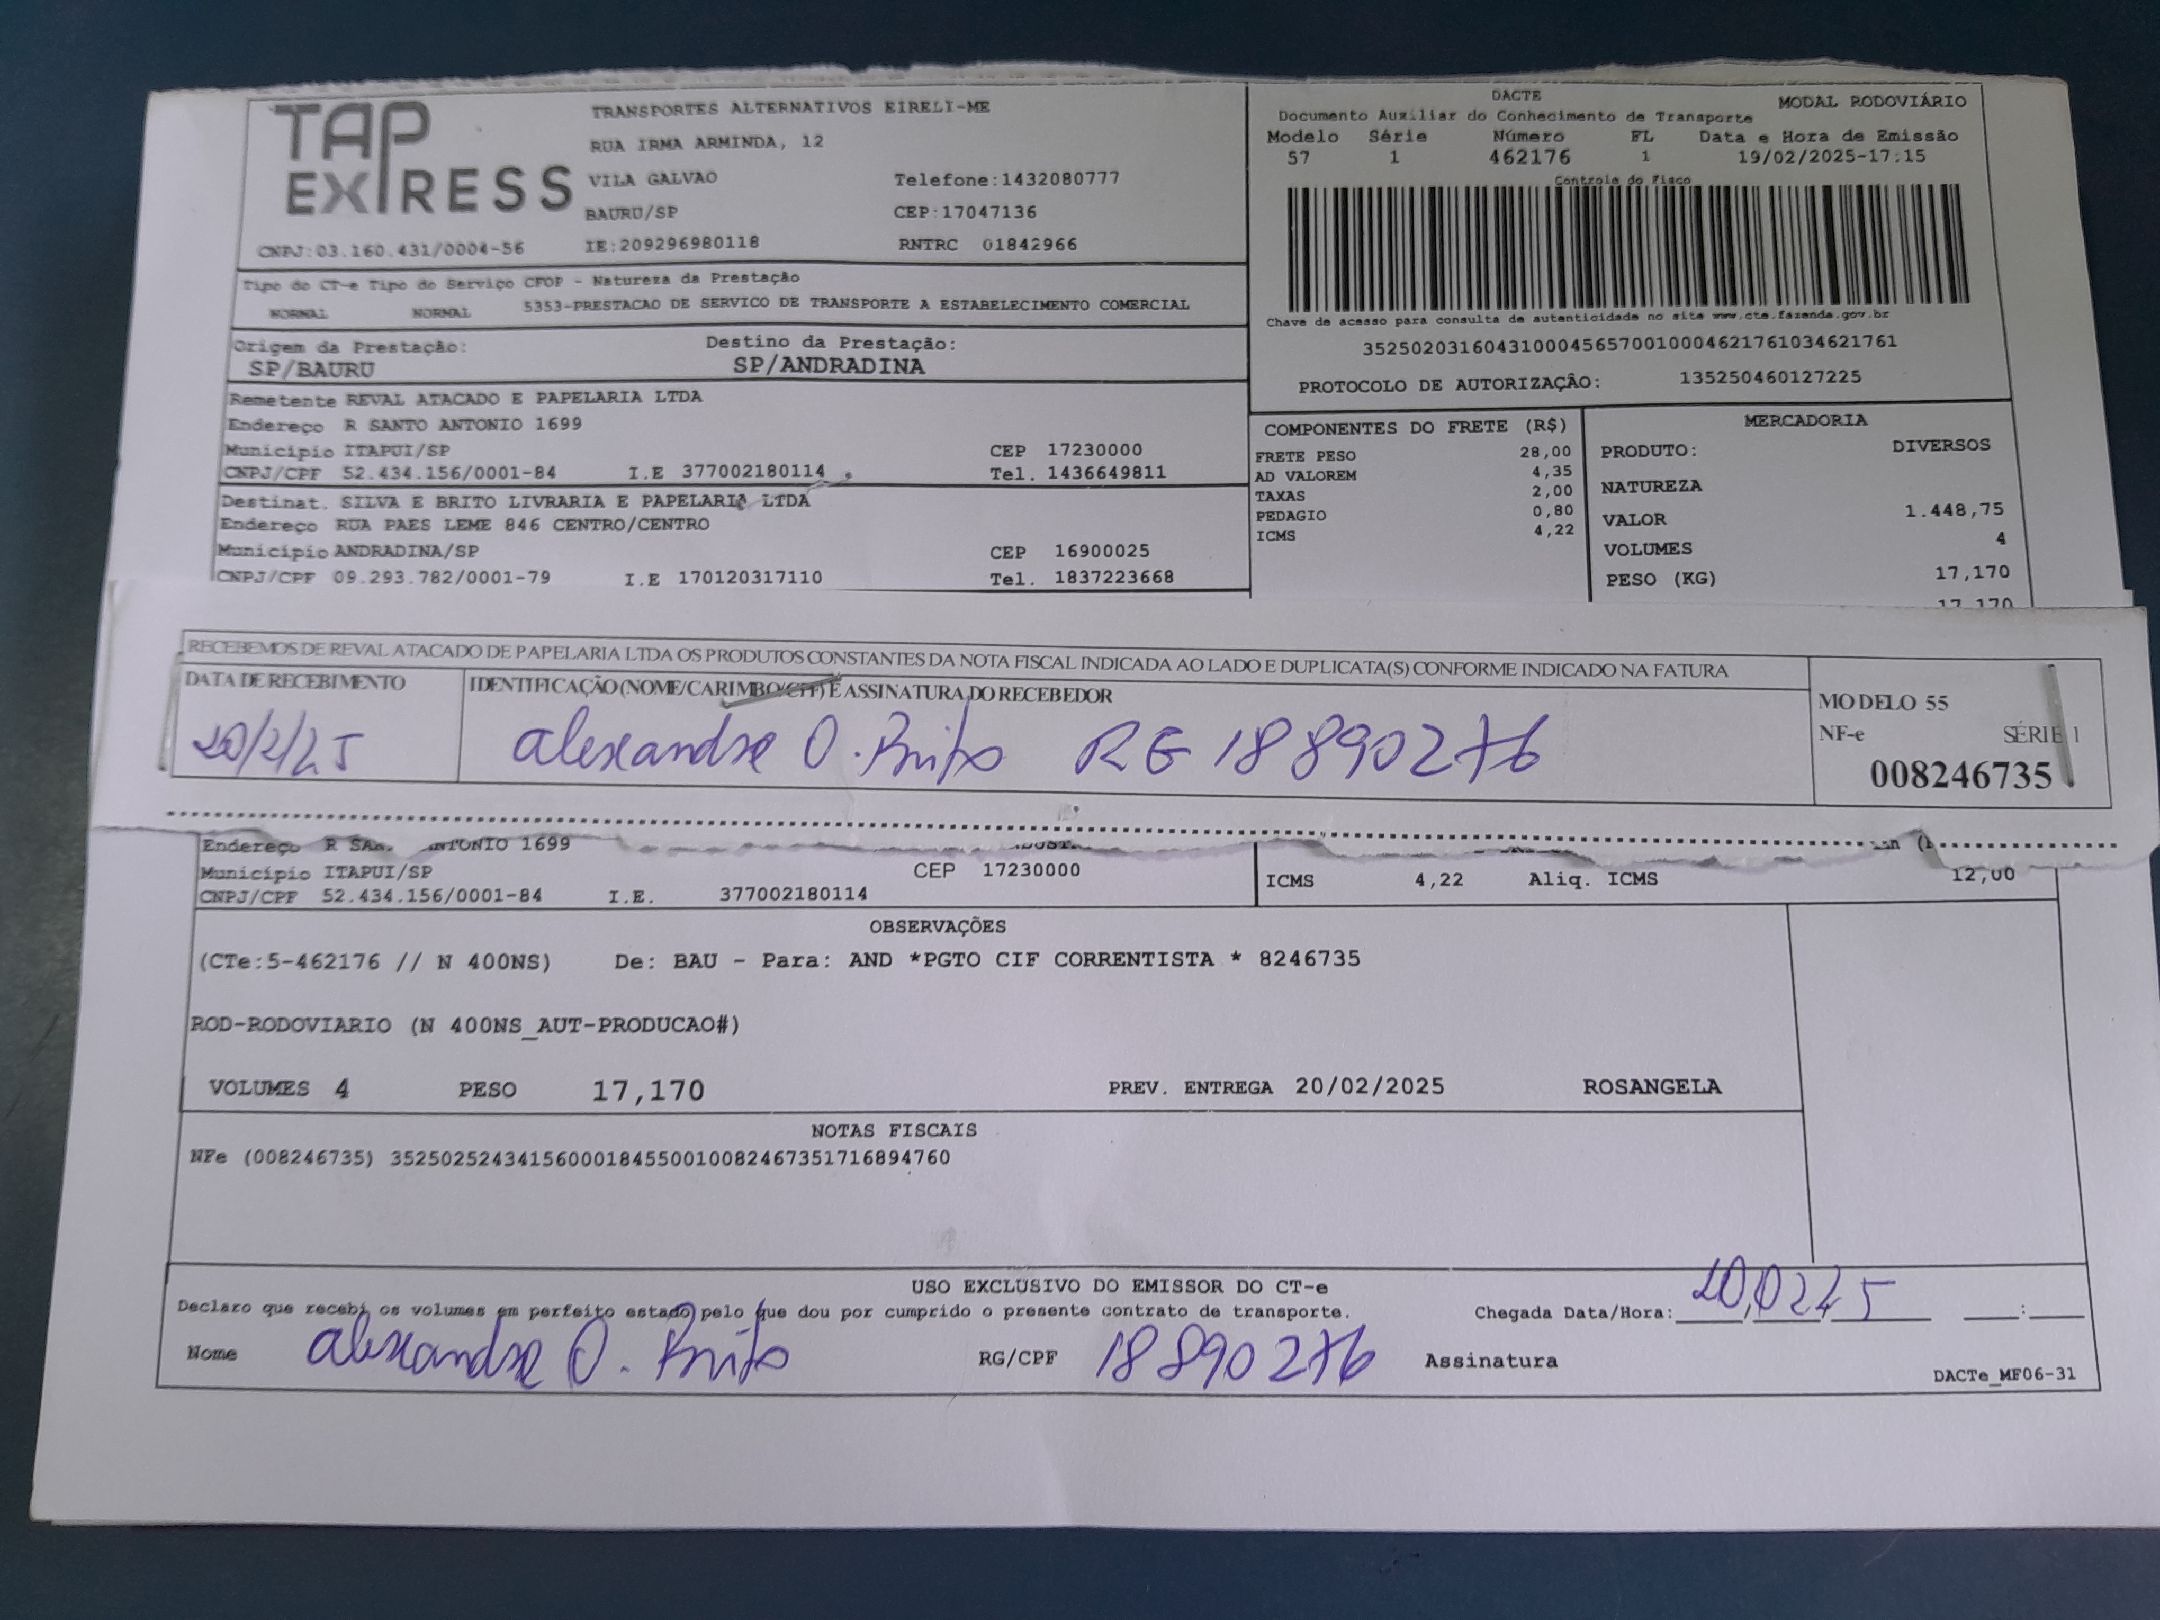 TAP EXPRESS
TRANSPORTES ALTERNATIVOS EIRELI-ME
RUA IRMA ARMINDA, 12
VILA GALVAO Telefone:1432080777
BAURU/SP CEP:17047136
CNPJ:03.160.431/0004-56 IE:209296980118 RNTRC 01842966
Tipo do CT-e Tipo do Serviço CFOP - Natureza da Prestação
NORMAL NORMAL 5353-PRESTACAO DE SERVICO DE TRANSPORTE A ESTABELECIMENTO COMERCIAL
Origem da Prestação: Destino da Prestação:
SP/BAURU SP/ANDRADINA
Remetente REVAL ATACADO E PAPELARIA LTDA
Endereço R SANTO ANTONIO 1699
Município ITAPUI/SP CEP 17230000
CNPJ/CPF 52.434.156/0001-84 I.E 377002180114 Tel. 1436649811
Destinat. SILVA E BRITO LIVRARIA E PAPELARIA LTDA
Endereço RUA PAES LEME 846 CENTRO/CENTRO
Município ANDRADINA/SP CEP 16900025
CNPJ/CPF 09.293.782/0001-79 I.E 170120317110 Tel. 1837223668
DACTE MODAL RODOVIÁRIO
Documento Auxiliar do Conhecimento de Transporte
Modelo Série Número FL Data e Hora de Emissão
57 1 462176 1 19/02/2025-17:15
Controle do Fisco
Chave de acesso para consulta de autenticidade no site www.cte.fazenda.gov.br
35250203160431000456570010004621761034621761
PROTOCOLO DE AUTORIZAÇÃO: 135250460127225
COMPONENTES DO FRETE (R$)
FRETE PESO 28,00
AD VALOREM 4,35
TAXAS 2,00
PEDAGIO 0,80
ICMS 4,22
MERCADORIA
PRODUTO: DIVERSOS
NATUREZA
VALOR 1.448,75
VOLUMES 4
PESO (KG) 17,170
17,170
RECEBEMOS DE REVAL ATACADO DE PAPELARIA LTDA OS PRODUTOS CONSTANTES DA NOTA FISCAL INDICADA AO LADO E DUPLICATA(S) CONFORME INDICADO NA FATURA
DATA DE RECEBIMENTO IDENTIFICAÇÃO (NOME/CARIMBO/CPF) E ASSINATURA DO RECEBEDOR
20/2/25 alexandre O. Brito RG 18890276
MODELO 55
NF-e SÉRIE 1
008246735
Endereço R ANTONIO 1699
Município ITAPUI/SP CEP 17230000
CNPJ/CPF 52.434.156/0001-84 I.E. 377002180114
ICMS 4,22 Aliq. ICMS 12,00
OBSERVAÇÕES
(CTe:5-462176 // N 400NS) De: BAU - Para: AND *PGTO CIF CORRENTISTA * 8246735
ROD-RODOVIARIO (N 400NS_AUT-PRODUCAO#)
VOLUMES 4 PESO 17,170 PREV. ENTREGA 20/02/2025 ROSANGELA
NOTAS FISCAIS
NFe (008246735) 35250252434156000184550010082467351716894760
USO EXCLUSIVO DO EMISSOR DO CT-e
Declaro que recebi os volumes em perfeito estado pelo que dou por cumprido o presente contrato de transporte. Chegada Data/Hora: 20,02,25 :
Nome alexandre O. Brito RG/CPF 18890276 Assinatura
DACTe_MF06-31